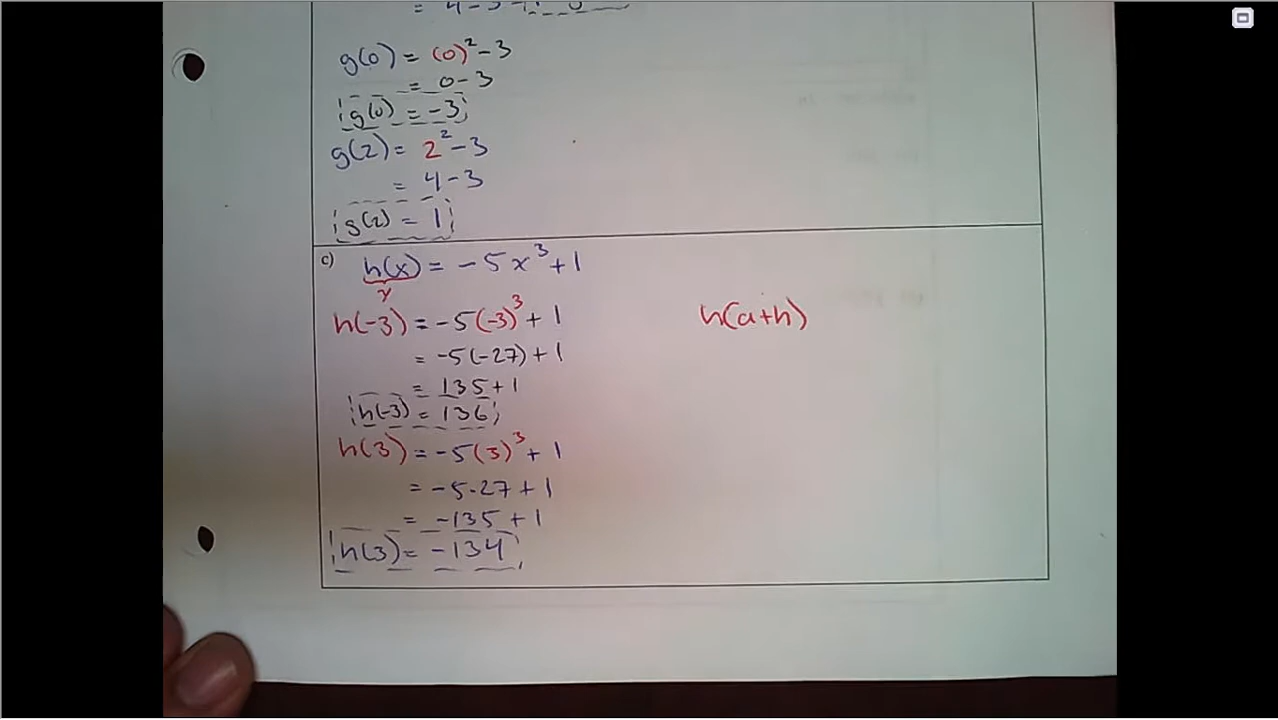 = 4-3
g(0) = (0)² - 3
= 0 - 3
g(0) = -3
g(2) = 2² - 3
= 4 - 3
g(2) = 1
c) h(x) = -5x³ + 1
y
h(-3) = -5(-3)³ + 1
= -5(-27) + 1
= 135 + 1
h(-3) = 136
h(3) = -5(3)³ + 1
= -5·27 + 1
= -135 + 1
h(3) = -134
h(a+h)